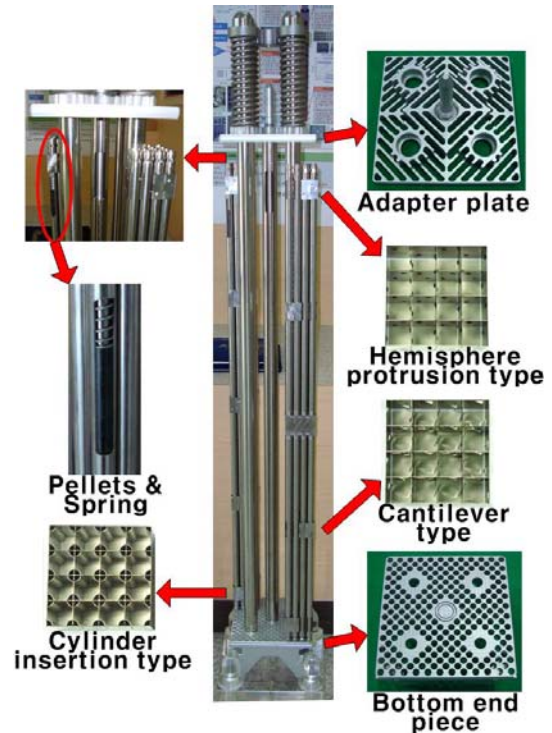 Adapter plate
Hemisphere
protrusion type
Pellets &
Spring
Cantilever
type
Cylinder
insertion type
Bottom end
piece